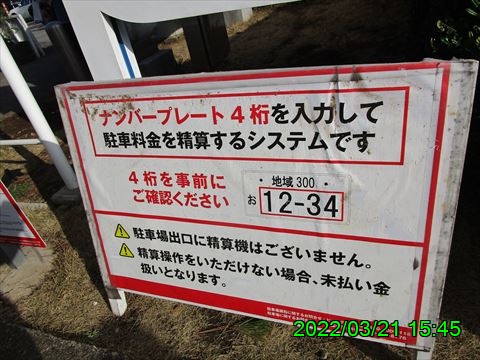 ナンバープレート4桁を入力して
駐車料金を精算するシステムです
4桁を事前に
ご確認ください
・地域 300・
お 12-34
⚠ 駐車場出口に精算機はございません。
⚠ 精算操作をいただけない場合、未払い金
扱いとなります。
2022/03/21 15:45